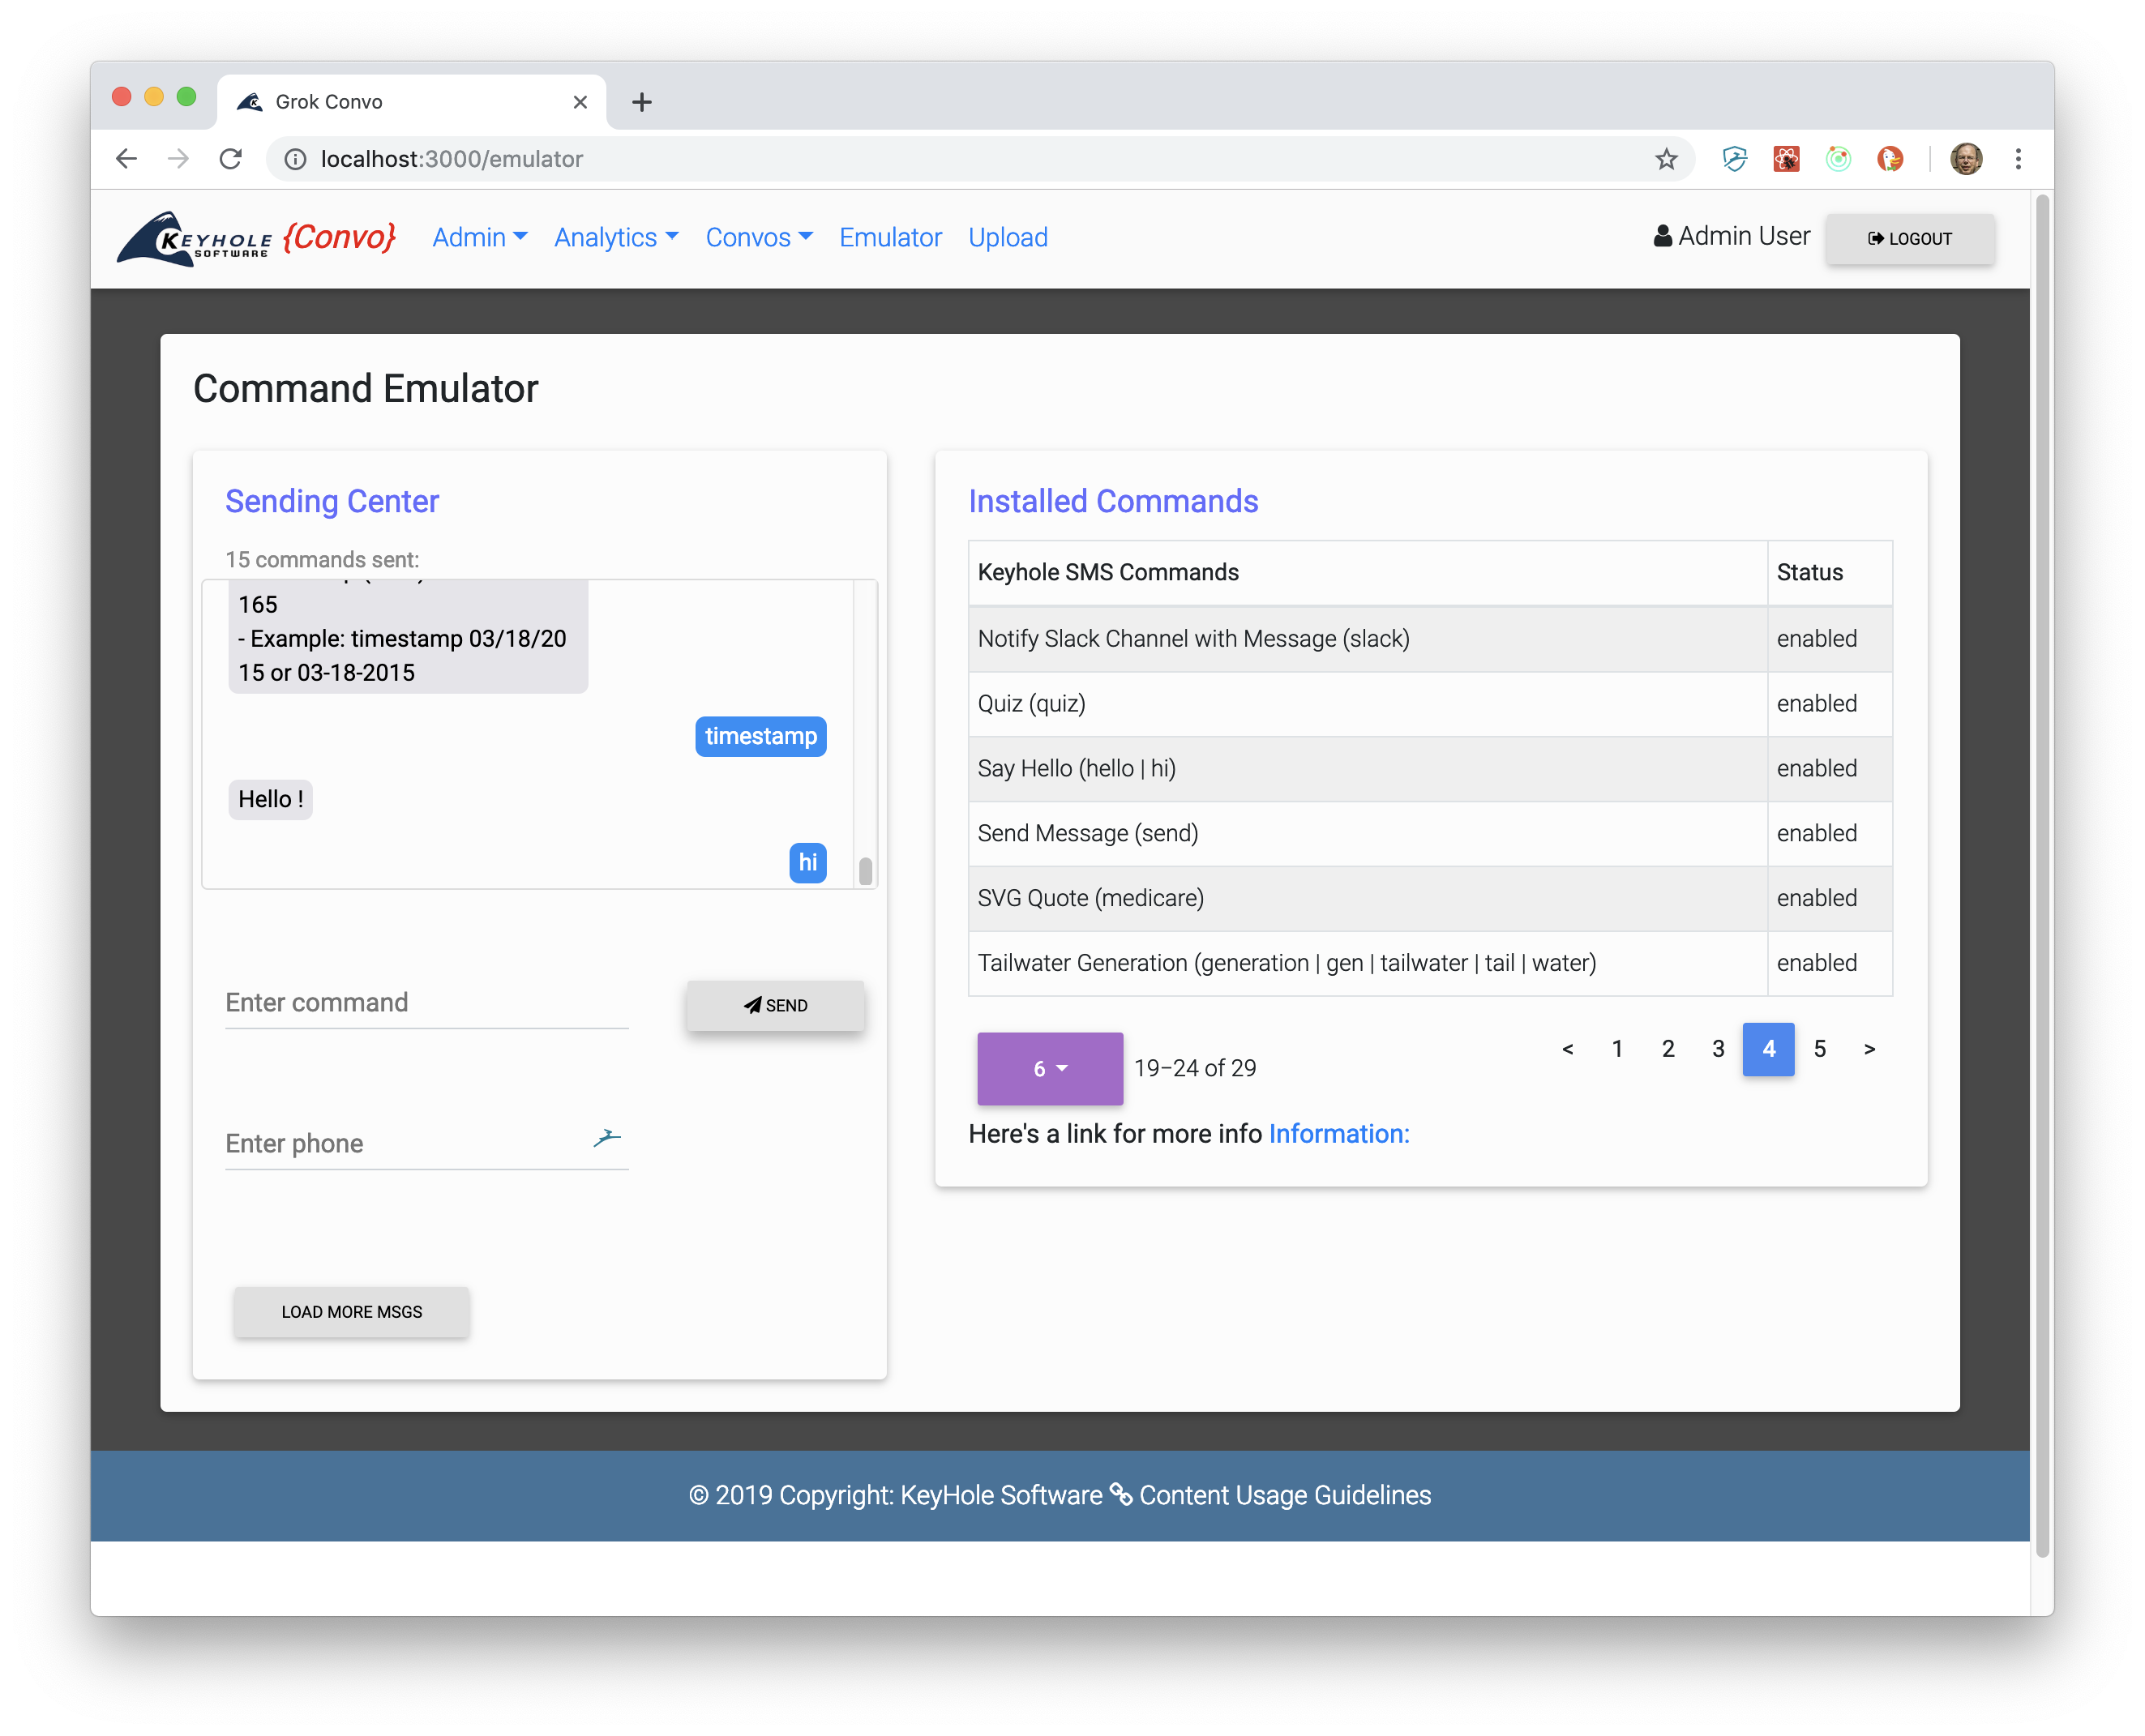 Grok Convo
localhost:3000/emulator
KEYHOLE
SOFTWARE
{Convo}
Admin Analytics Convos Emulator Upload
Admin User
LOGOUT
Command Emulator
Sending Center
15 commands sent:
165
- Example: timestamp 03/18/20
15 or 03-18-2015
timestamp
Hello !
hi
Enter command
SEND
Enter phone
LOAD MORE MSGS
Installed Commands
Keyhole SMS Commands Status
Notify Slack Channel with Message (slack) enabled
Quiz (quiz) enabled
Say Hello (hello | hi) enabled
Send Message (send) enabled
SVG Quote (medicare) enabled
Tailwater Generation (generation | gen | tailwater | tail | water) enabled
6 19–24 of 29 < 1 2 3 4 5 >
Here's a link for more info Information:
© 2019 Copyright: KeyHole Software Content Usage Guidelines